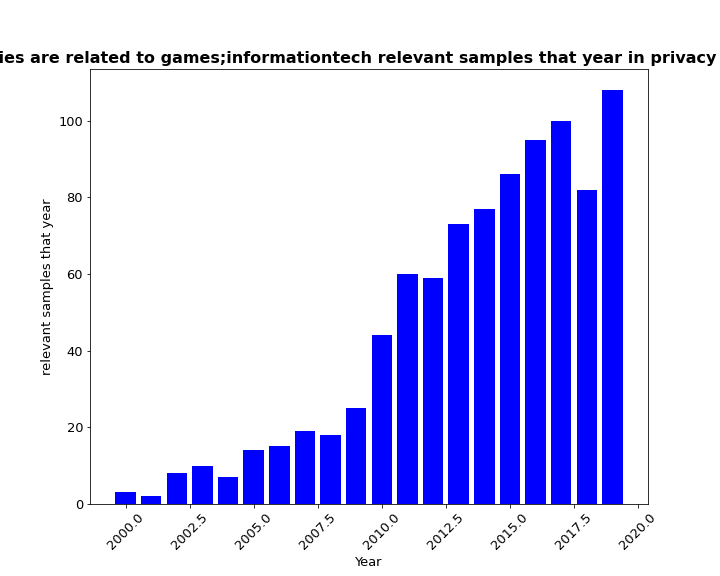 ies are related to games;informationtech relevant samples that year in privacy
relevant samples that year
100
80
60
40
20
0
2000.0 2002.5 2005.0 2007.5 2010.0 2012.5 2015.0 2017.5 2020.0
Year